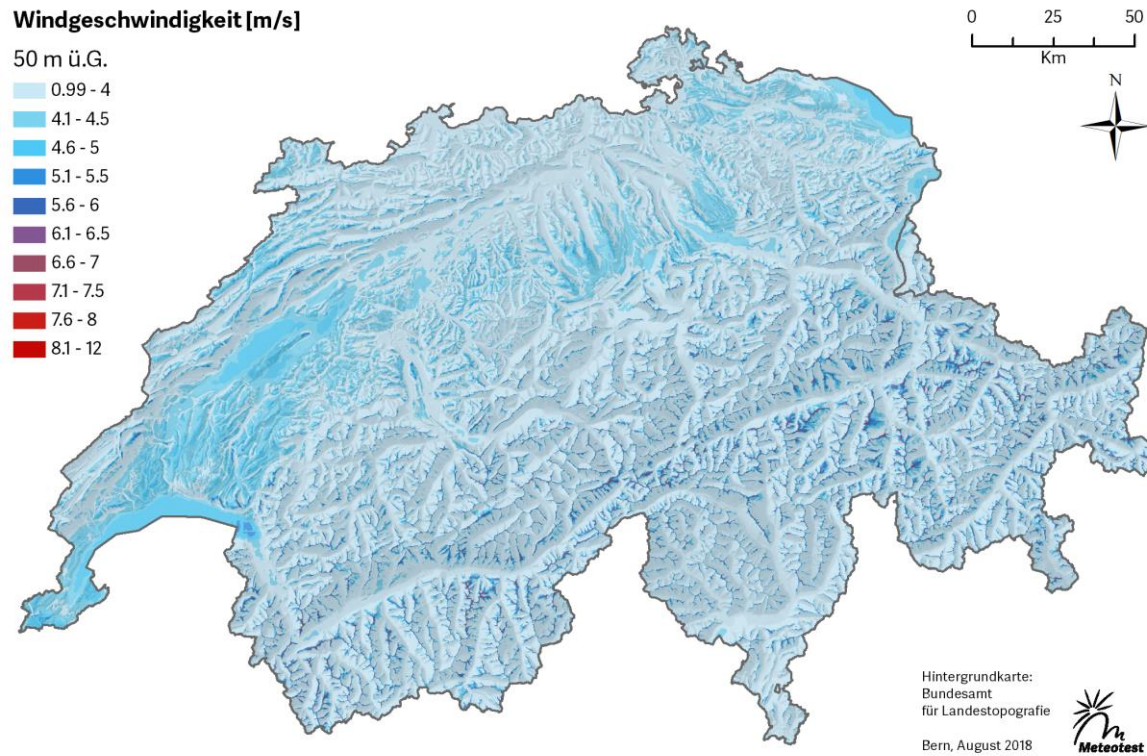 Windgeschwindigkeit [m/s]
50 m ü.G.
0.99 - 4
4.1 - 4.5
4.6 - 5
5.1 - 5.5
5.6 - 6
6.1 - 6.5
6.6 - 7
7.1 - 7.5
7.6 - 8
8.1 - 12
0 25 50
Km
N
Hintergrundkarte:
Bundesamt
für Landestopografie
Bern, August 2018
Meteotest